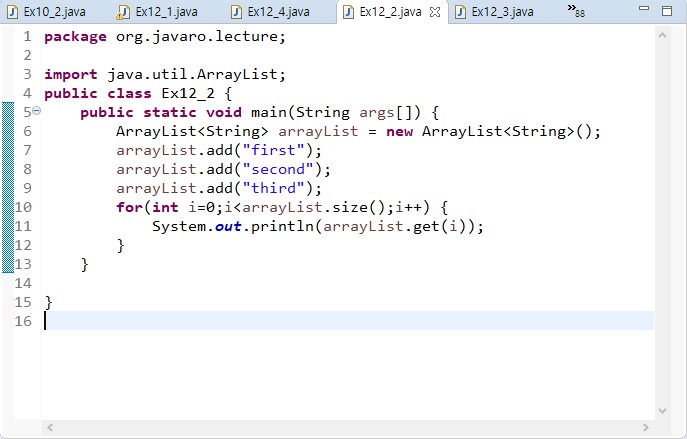 Ex10_2.java Ex12_1.java Ex12_4.java Ex12_2.java Ex12_3.java »88
1 package org.javaro.lecture;
2
3 import java.util.ArrayList;
4 public class Ex12_2 {
5 public static void main(String args[]) {
6 ArrayList<String> arrayList = new ArrayList<String>();
7 arrayList.add("first");
8 arrayList.add("second");
9 arrayList.add("third");
10 for(int i=0;i<arrayList.size();i++) {
11 System.out.println(arrayList.get(i));
12 }
13 }
14
15 }
16